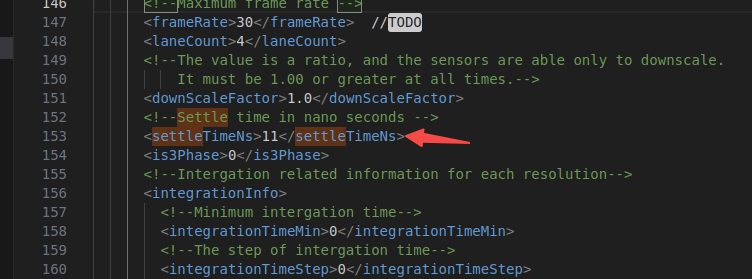 146 <!--Maximum frame rate -->
147 <frameRate>30</frameRate>  //TODO
148 <laneCount>4</laneCount>
149 <!--The value is a ratio, and the sensors are able only to downscale.
150 It must be 1.00 or greater at all times.-->
151 <downScaleFactor>1.0</downScaleFactor>
152 <!--Settle time in nano seconds -->
153 <settleTimeNs>11</settleTimeNs>
154 <is3Phase>0</is3Phase>
155 <!--Intergation related information for each resolution-->
156 <integrationInfo>
157 <!--Minimum intergation time-->
158 <integrationTimeMin>0</integrationTimeMin>
159 <!--The step of intergation time-->
160 <integrationTimeStep>0</integrationTimeStep>